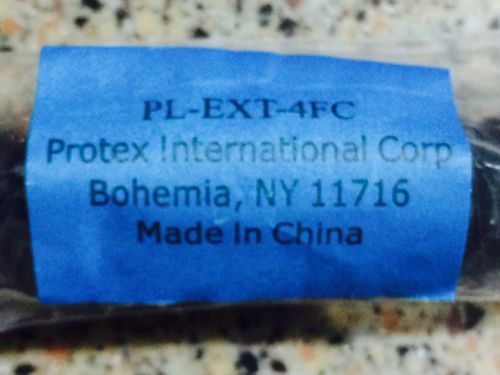 PL-EXT-4FC
Protex International Corp
Bohemia, NY 11716
Made In China